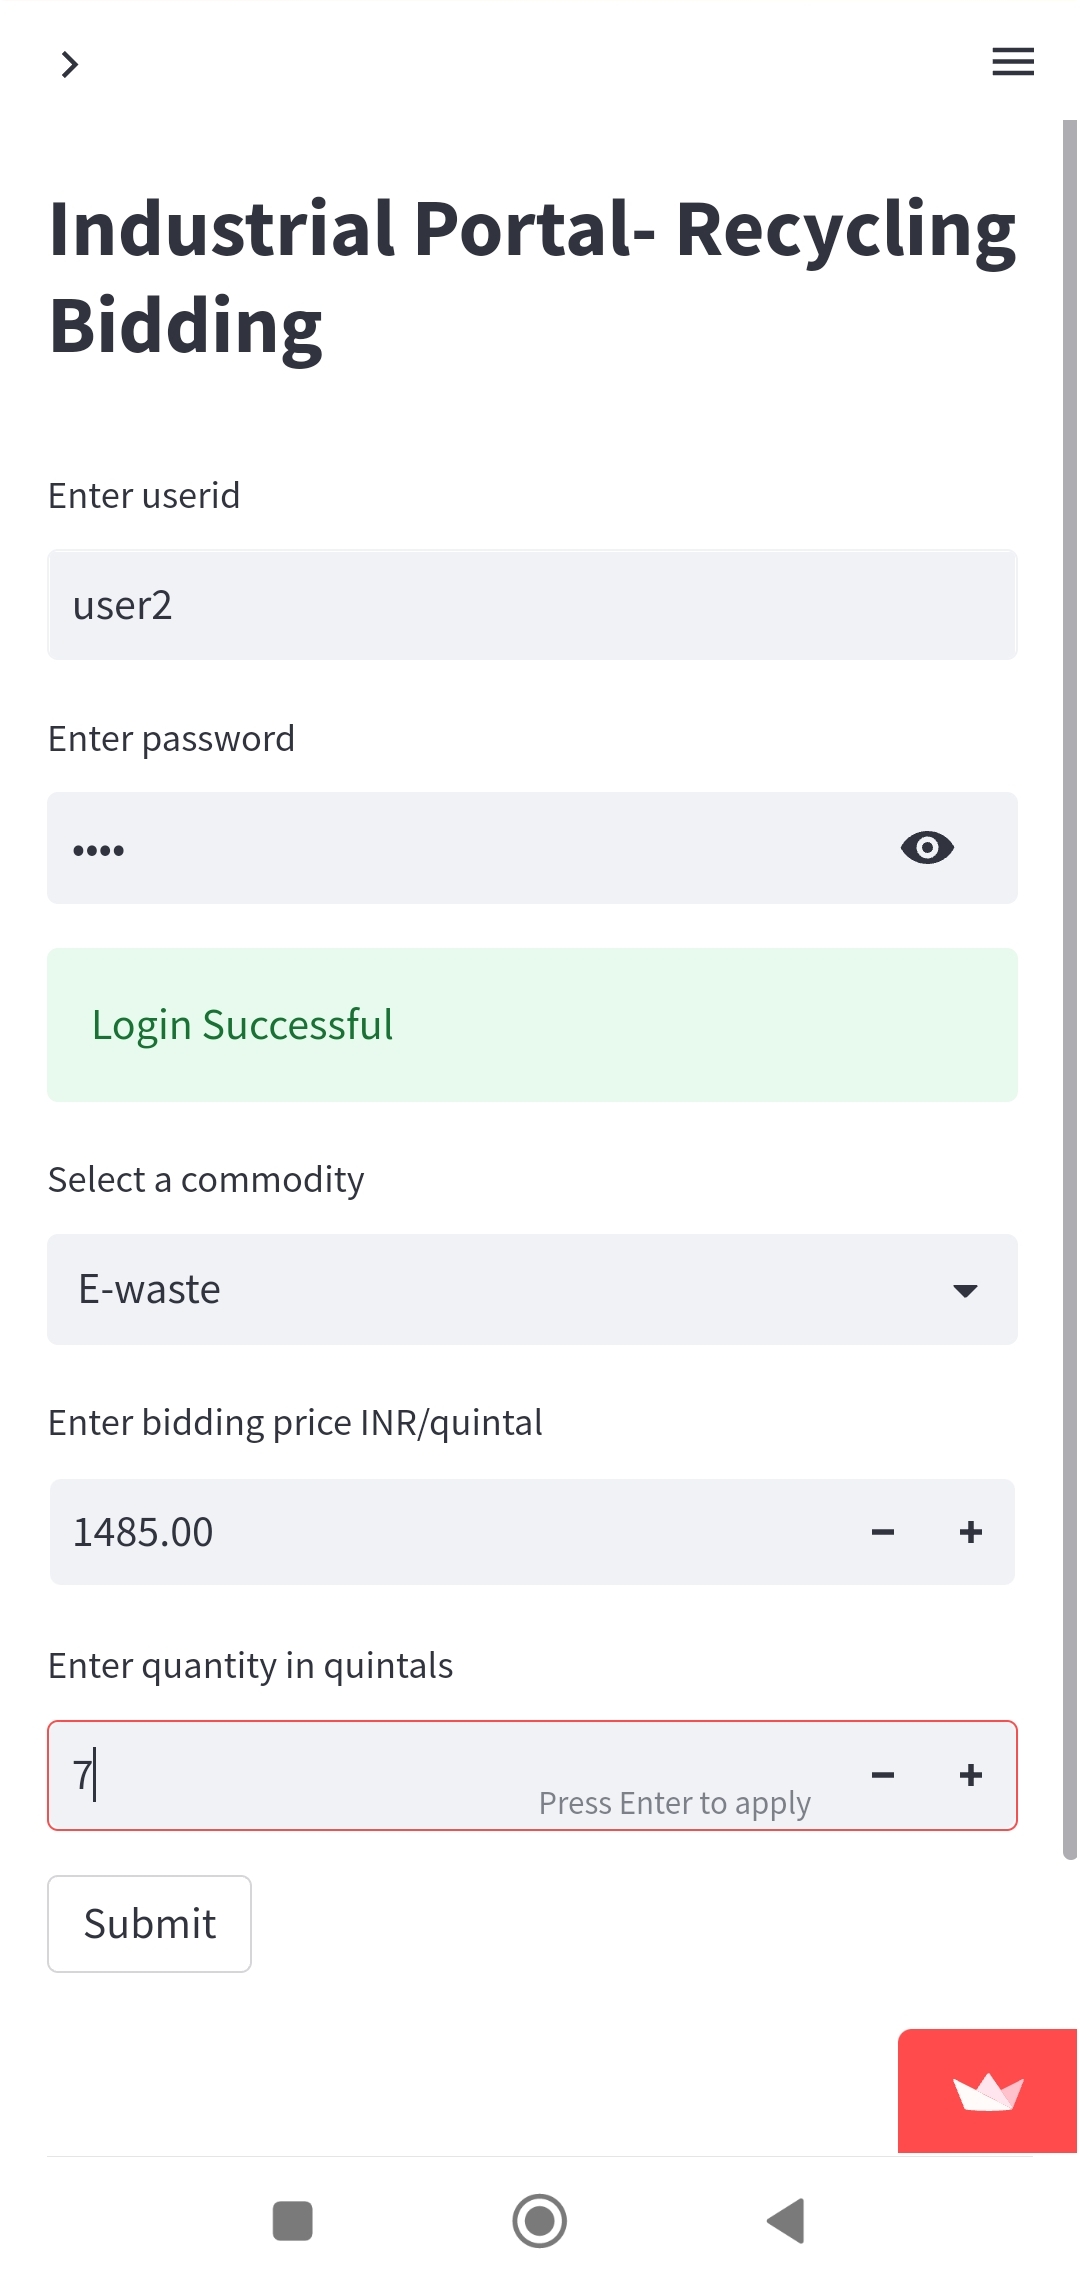 Industrial Portal- Recycling
Bidding
Enter userid
user2
Enter password
••••
Login Successful
Select a commodity
E-waste
Enter bidding price INR/quintal
1485.00
Enter quantity in quintals
7
Press Enter to apply
Submit